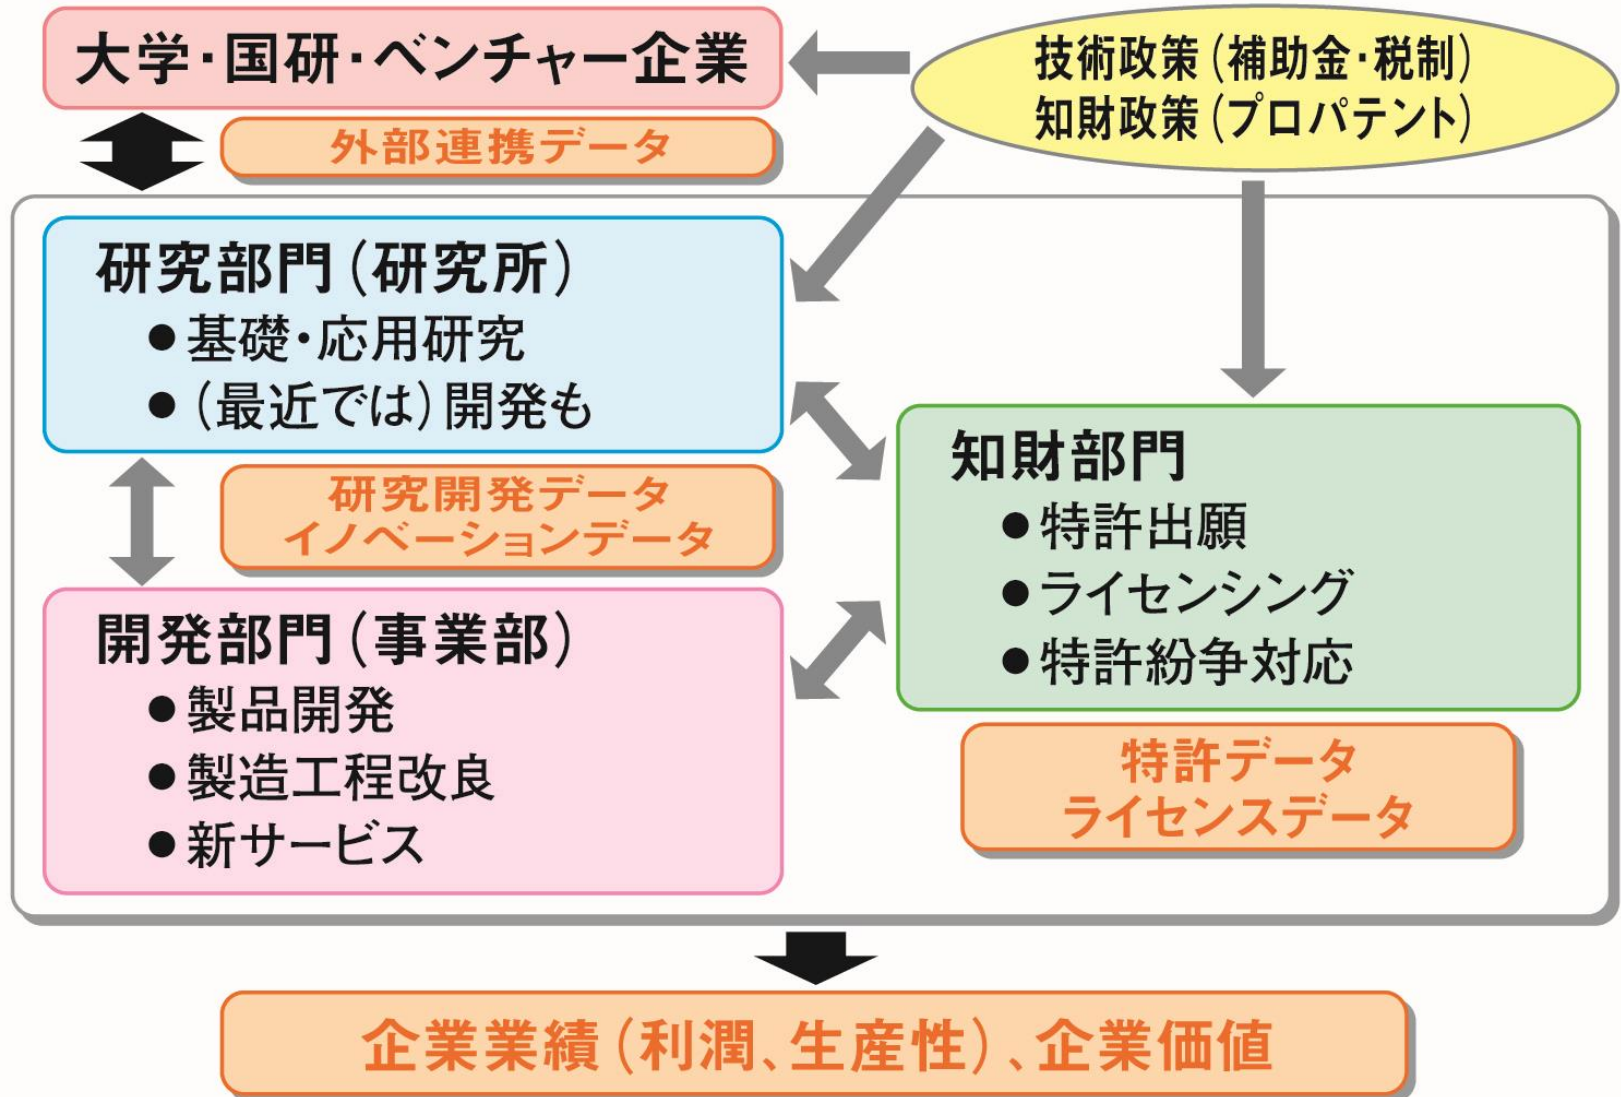 大学・国研・ベンチャー企業
技術政策（補助金・税制）
知財政策（プロパテント）
外部連携データ
研究部門（研究所）
●基礎・応用研究
●（最近では）開発も
研究開発データ
イノベーションデータ
開発部門（事業部）
●製品開発
●製造工程改良
●新サービス
知財部門
●特許出願
●ライセンシング
●特許紛争対応
特許データ
ライセンスデータ
企業業績（利潤、生産性）、企業価値